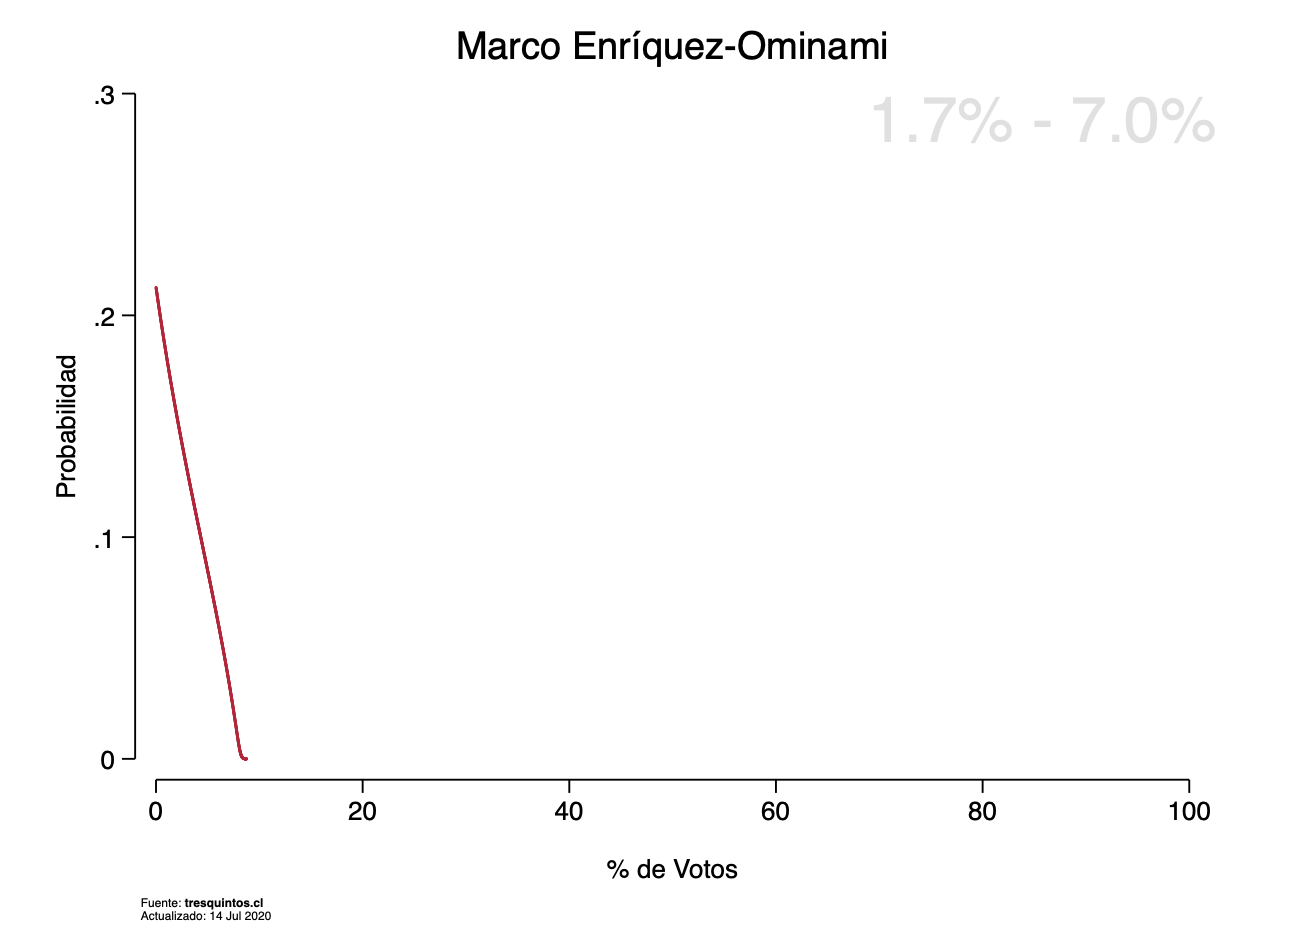 Marco Enríquez-Ominami
1.7% - 7.0%
.3
.2
.1
0
Probabilidad
0 20 40 60 80 100
% de Votos
Fuente: tresquintos.cl
Actualizado: 14 Jul 2020